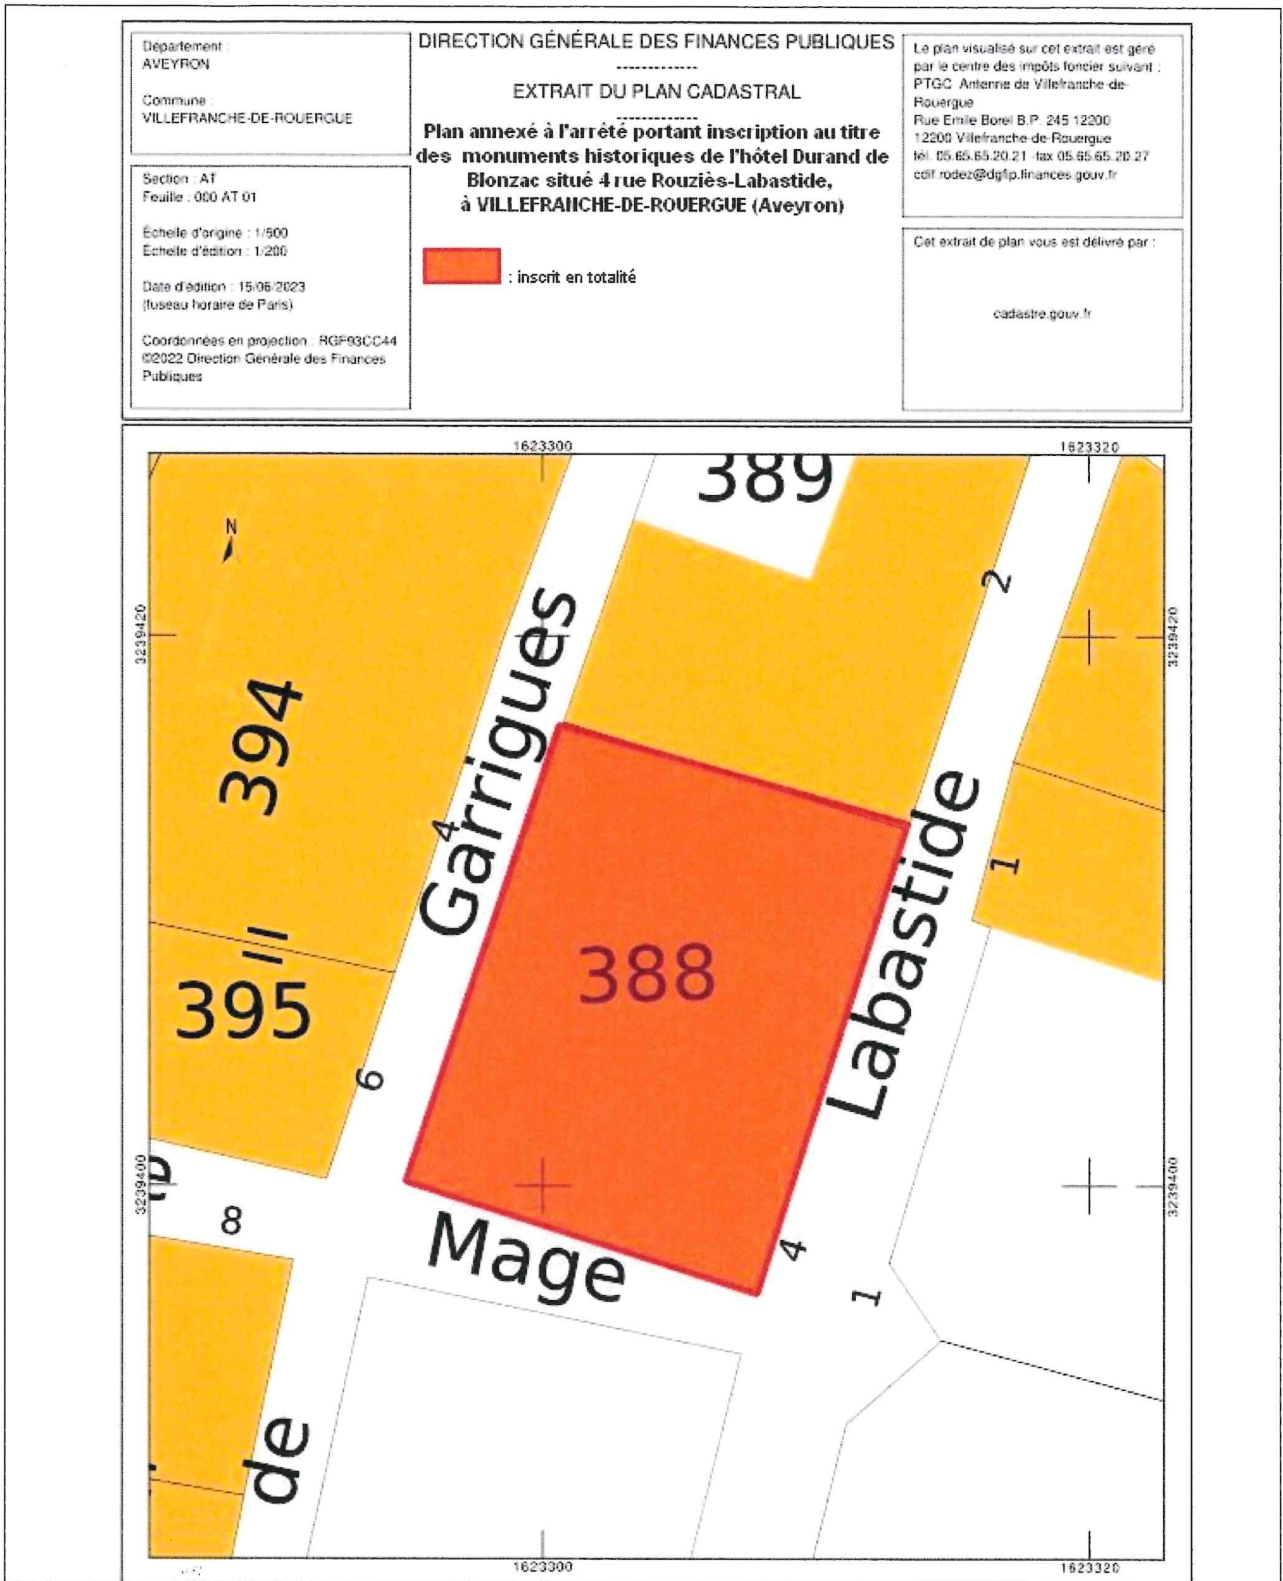 Département :
AVEYRON
Commune :
VILLEFRANCHE-DE-ROUERGUE
Section : AT
Feuille : 000 AT 01
Échelle d'origine : 1/500
Échelle d'édition : 1/200
Date d'édition : 15/06/2023
(fuseau horaire de Paris)
Coordonnées en projection : RGF93CC44
©2022 Direction Générale des Finances
Publiques
DIRECTION GÉNÉRALE DES FINANCES PUBLIQUES
-------------
EXTRAIT DU PLAN CADASTRAL
-------------
Plan annexé à l'arrêté portant inscription au titre
des monuments historiques de l'hôtel Durand de
Blonzac situé 4 rue Rouziès-Labastide,
à VILLEFRANCHE-DE-ROUERGUE (Aveyron)
: inscrit en totalité
Le plan visualisé sur cet extrait est géré
par le centre des impôts foncier suivant :
PTGC Antenne de Villefranche-de-
Rouergue
Rue Emile Borel B.P. 245 12200
12200 Villefranche-de-Rouergue
tél. 05.65.65.20.21 -fax 05.65.65.20.27
cdif.rodez@dgfip.finances.gouv.fr
Cet extrait de plan vous est délivré par :
cadastre.gouv.fr
1623300
1623320
389
N
2
3239420
3239420
Garrigues
394
4
Labastide
1
388
395
6
3239400
3239400
8
Mage
4
1
de
1623300
1623320